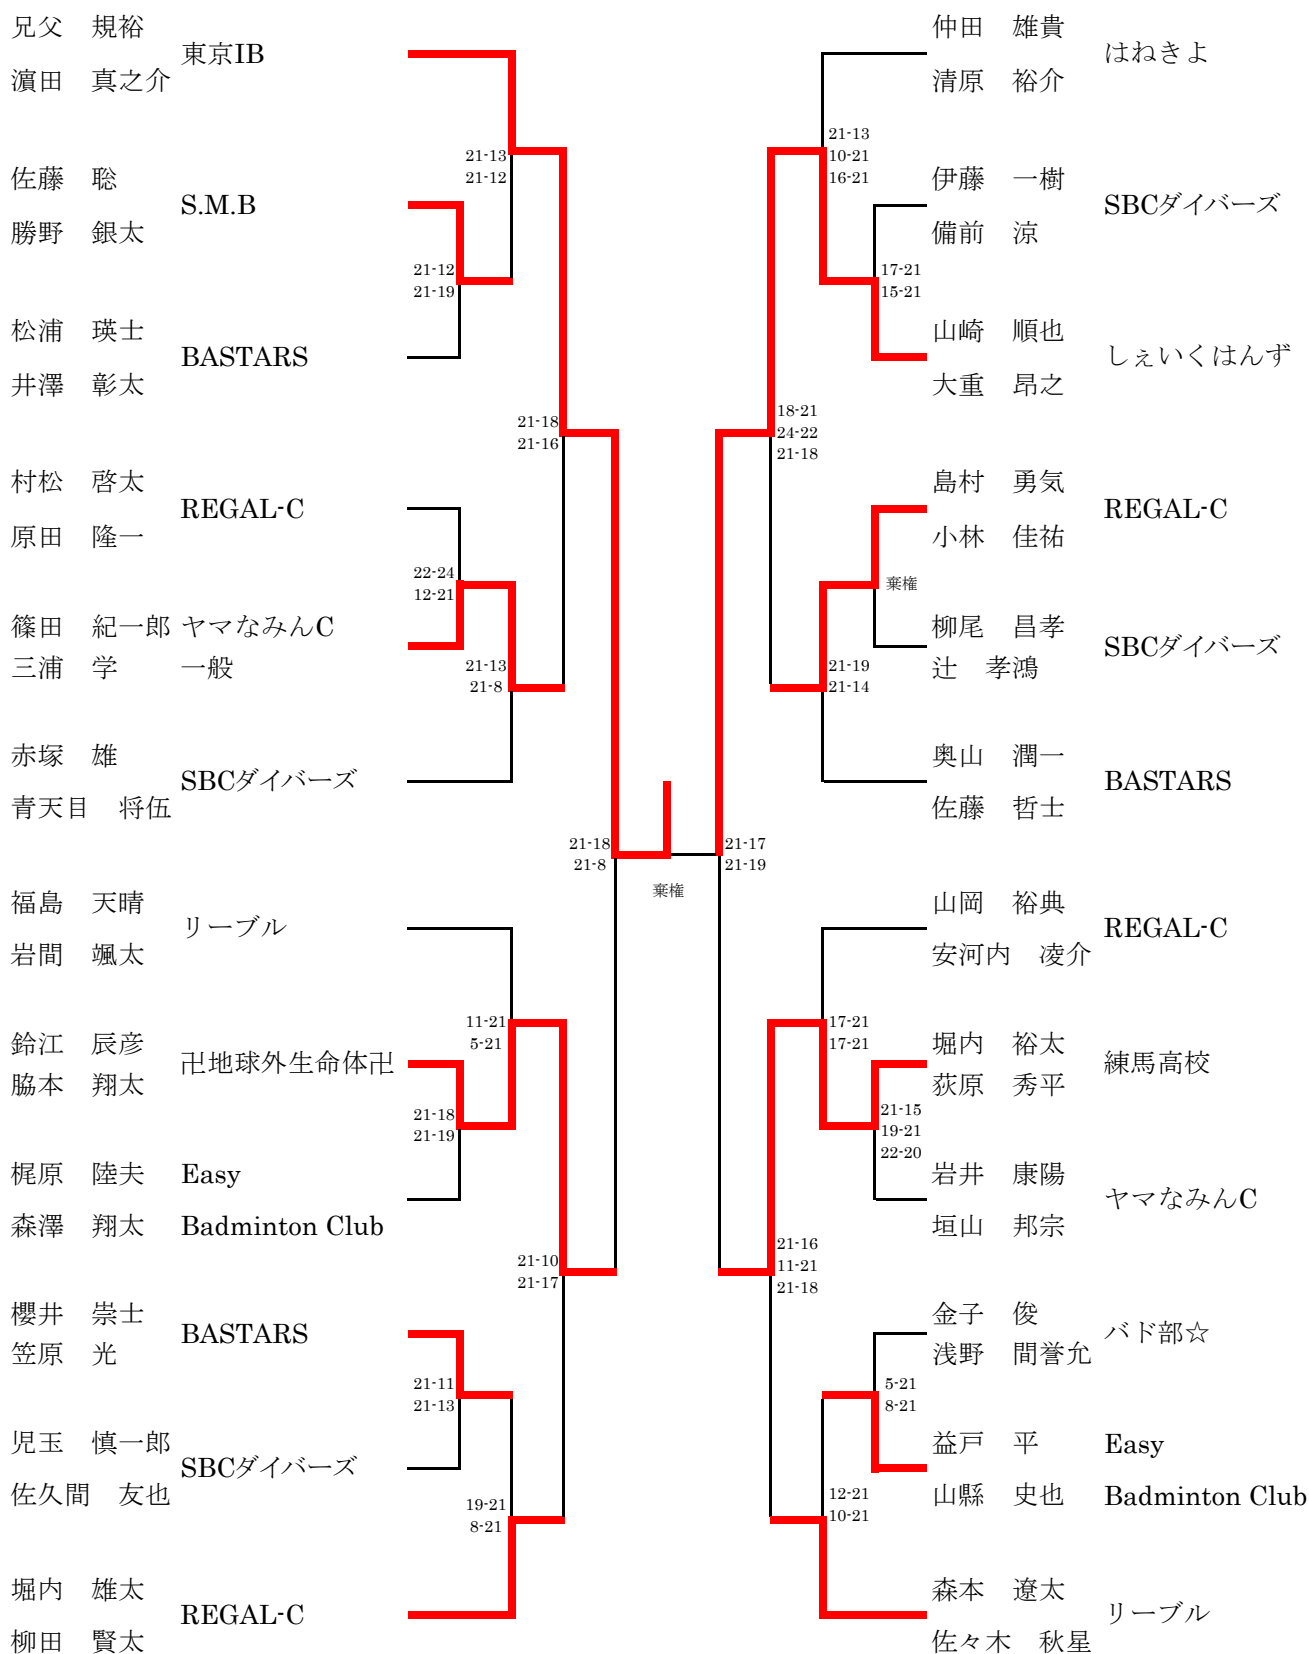 兄父　規裕
東京IB
濵田　真之介
21-13
21-12
佐藤　聡
S.M.B
勝野　銀太
21-12
21-19
松浦　瑛士
BASTARS
井澤　彰太
21-18
21-16
村松　啓太
REGAL-C
原田　隆一
22-24
12-21
篠田　紀一郎
ヤマなみんC
三浦　学
一般
21-13
21-8
赤塚　雄
SBCダイバーズ
青天目　将伍
21-18
21-8
福島　天晴
リーブル
岩間　颯太
11-21
5-21
鈴江　辰彦
卍地球外生命体卍
脇本　翔太
21-18
21-19
梶原　陸夫
Easy
森澤　翔太
Badminton Club
21-10
21-17
櫻井　崇士
BASTARS
笠原　光
21-11
21-13
児玉　慎一郎
SBCダイバーズ
佐久間　友也
19-21
8-21
堀内　雄太
REGAL-C
柳田　賢太
棄権
仲田　雄貴
はねきよ
清原　裕介
21-13
10-21
16-21
伊藤　一樹
SBCダイバーズ
備前　涼
17-21
15-21
山崎　順也
しぇいくはんず
大重　昂之
18-21
24-22
21-18
島村　勇気
REGAL-C
小林　佳祐
棄権
柳尾　昌孝
SBCダイバーズ
辻　孝鴻
21-19
21-14
奥山　潤一
BASTARS
佐藤　哲士
21-17
21-19
山岡　裕典
REGAL-C
安河内　凌介
17-21
17-21
堀内　裕太
練馬高校
荻原　秀平
21-15
19-21
22-20
岩井　康陽
ヤマなみんC
垣山　邦宗
21-16
11-21
21-18
金子　俊
バド部☆
浅野　間誉允
5-21
8-21
益戸　平
Easy
山縣　史也
Badminton Club
12-21
10-21
森本　遼太
リーブル
佐々木　秋星